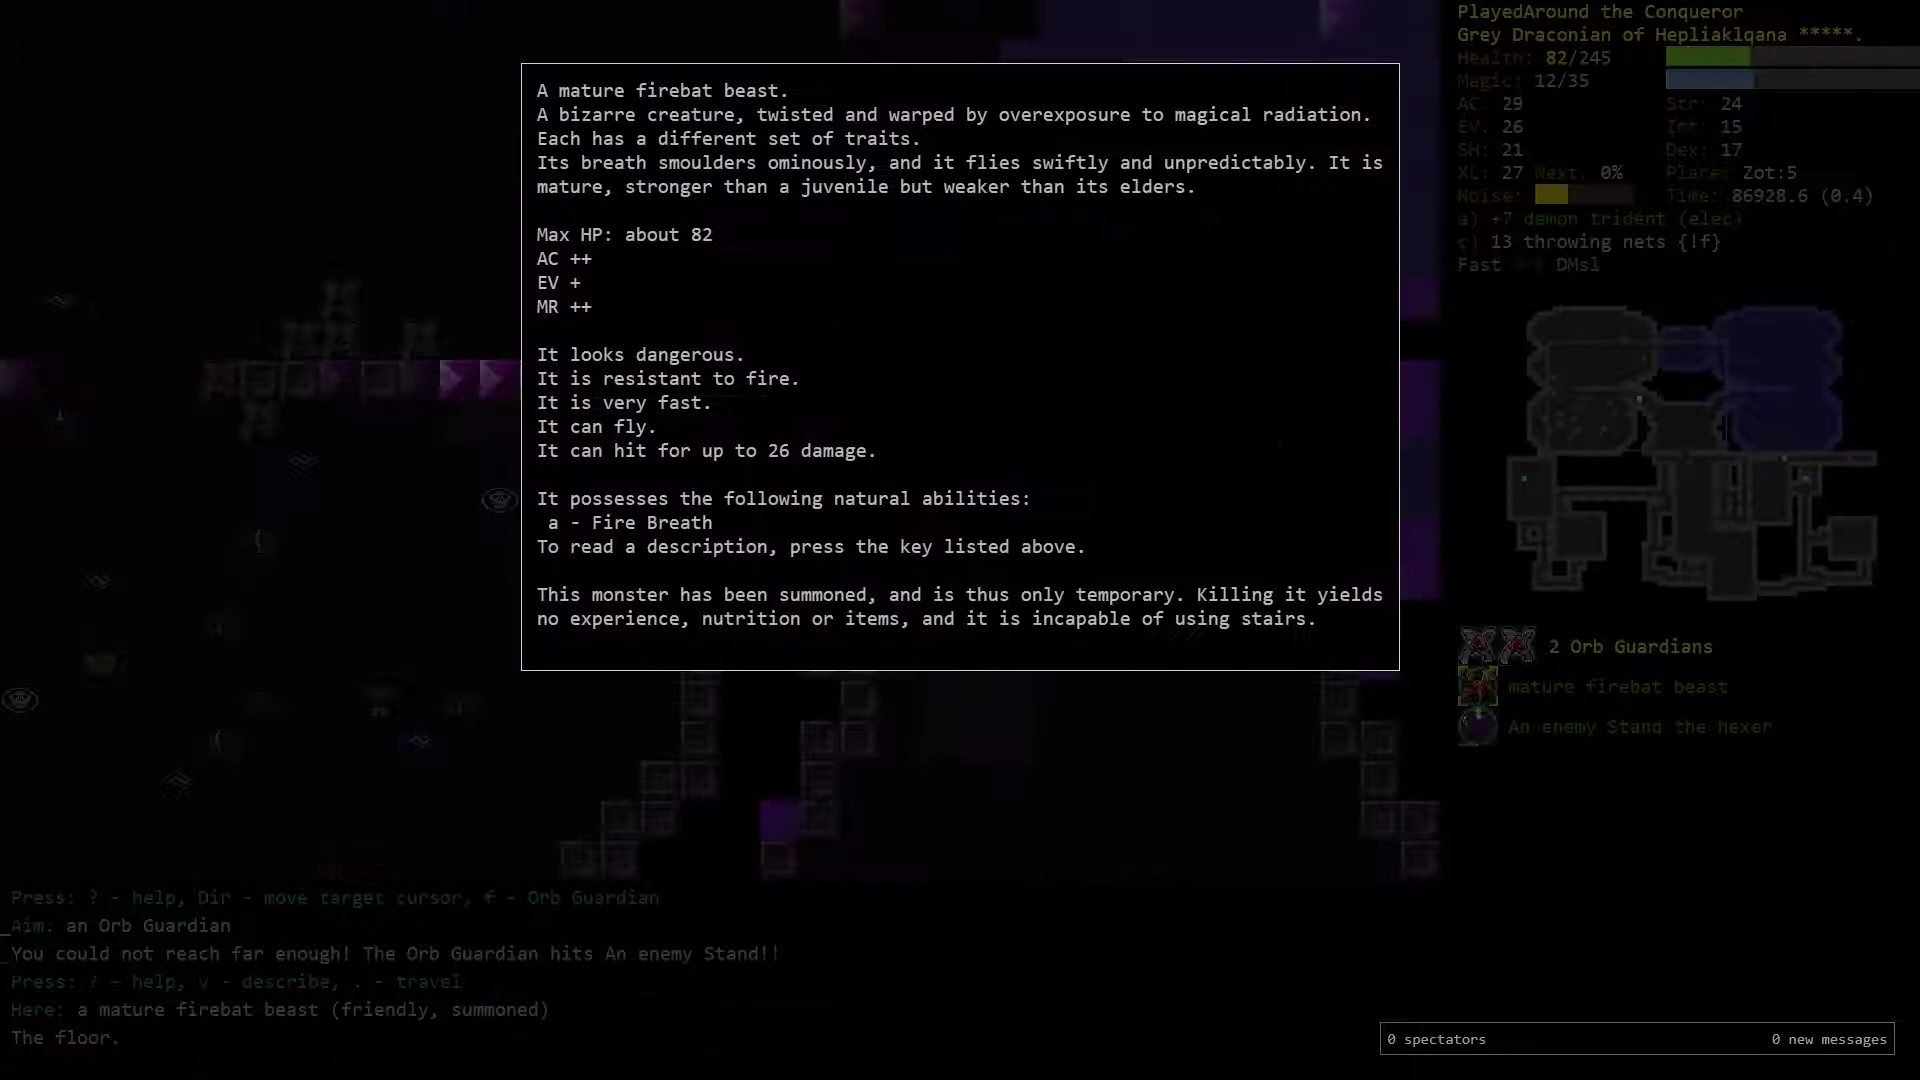 PlayedAround the Conqueror
Grey Draconian of Hepliaklqana *****.
Health: 82/245
Magic: 12/35
AC: 29 Str: 24
EV: 26 Int: 15
SH: 21 Dex: 17
XL: 27 Next: 0% Place: Zot:5
Noise: Time: 86928.6 (0.4)
a) +7 demon trident (elec)
c) 13 throwing nets {!f}
Fast DMsl
A mature firebat beast.
A bizarre creature, twisted and warped by overexposure to magical radiation.
Each has a different set of traits.
Its breath smoulders ominously, and it flies swiftly and unpredictably. It is
mature, stronger than a juvenile but weaker than its elders.
Max HP: about 82
AC ++
EV +
MR ++
It looks dangerous.
It is resistant to fire.
It is very fast.
It can fly.
It can hit for up to 26 damage.
It possesses the following natural abilities:
a - Fire Breath
To read a description, press the key listed above.
This monster has been summoned, and is thus only temporary. Killing it yields
no experience, nutrition or items, and it is incapable of using stairs.
2 Orb Guardians
mature firebat beast
An enemy Stand the hexer
Press: ? - help, Dir - move target cursor, f - Orb Guardian
_Aim: an Orb Guardian
_You could not reach far enough! The Orb Guardian hits An enemy Stand!!
Press: ? - help, v - describe, . - travel
Here: a mature firebat beast (friendly, summoned)
The floor.
0 spectators 0 new messages